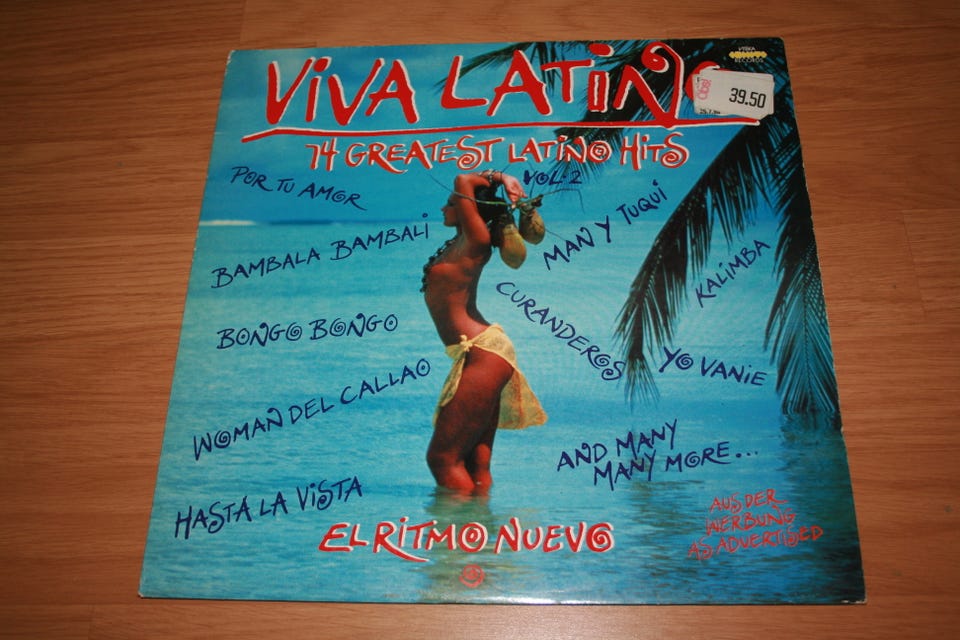 VIVA LATINO
VISKA
RECORDS
39.50
14 GREATEST LATINO HITS
VOL. 2
POR TU AMOR
MAN Y TUQUI
BAMBALA BAMBALI
KALIMBA
CURANDEROS
BONGO BONGO
YO VANIE
WOMAN DEL CALLAO
AND MANY
MANY MORE...
HASTA LA VISTA
AUS DER
WERBUNG
AS ADVERTISED
EL RITMO NUEVO